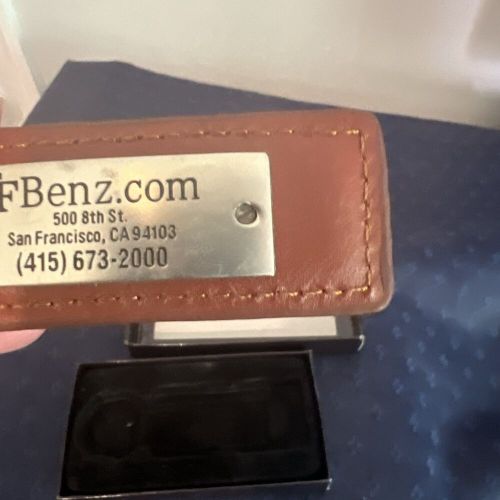 FBenz.com
500 8th St.
San Francisco, CA 94103
(415) 673-2000